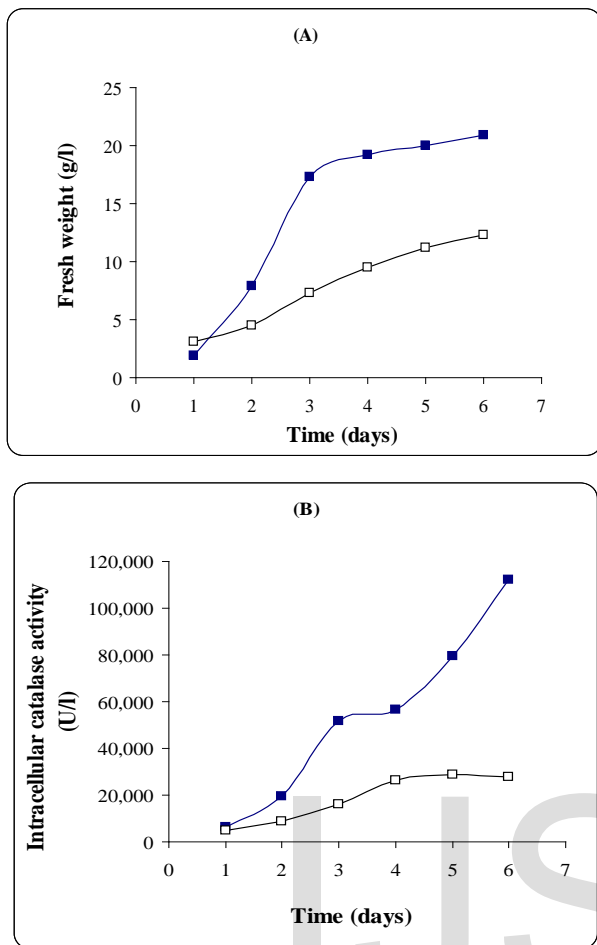 (A)
Fresh weight (g/l)
25
20
15
10
5
0
0 1 2 3 4 5 6 7
Time (days)
(B)
Intracellular catalase activity
(U/l)
120,000
100,000
80,000
60,000
40,000
20,000
0
0 1 2 3 4 5 6 7
Time (days)